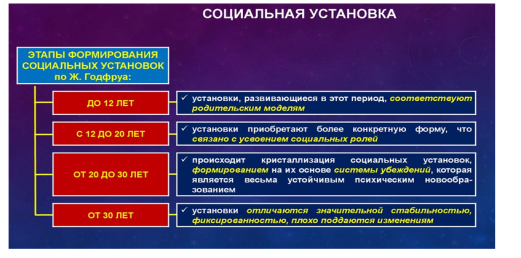 СОЦИАЛЬНАЯ УСТАНОВКА
ЭТАПЫ ФОРМИРОВАНИЯ
СОЦИАЛЬНЫХ УСТАНОВОК
по Ж. Годфруа:
ДО 12 ЛЕТ
✓ установки, развивающиеся в этот период, соответствуют
родительским моделям
С 12 ДО 20 ЛЕТ
✓ установки приобретают более конкретную форму, что
связано с усвоением социальных ролей
ОТ 20 ДО 30 ЛЕТ
✓ происходит кристаллизация социальных установок,
формированием на их основе системы убеждений, которая
является весьма устойчивым психическим новообра-
зованием
ОТ 30 ЛЕТ
✓ установки отличаются значительной стабильностью,
фиксированностью, плохо поддаются изменениям